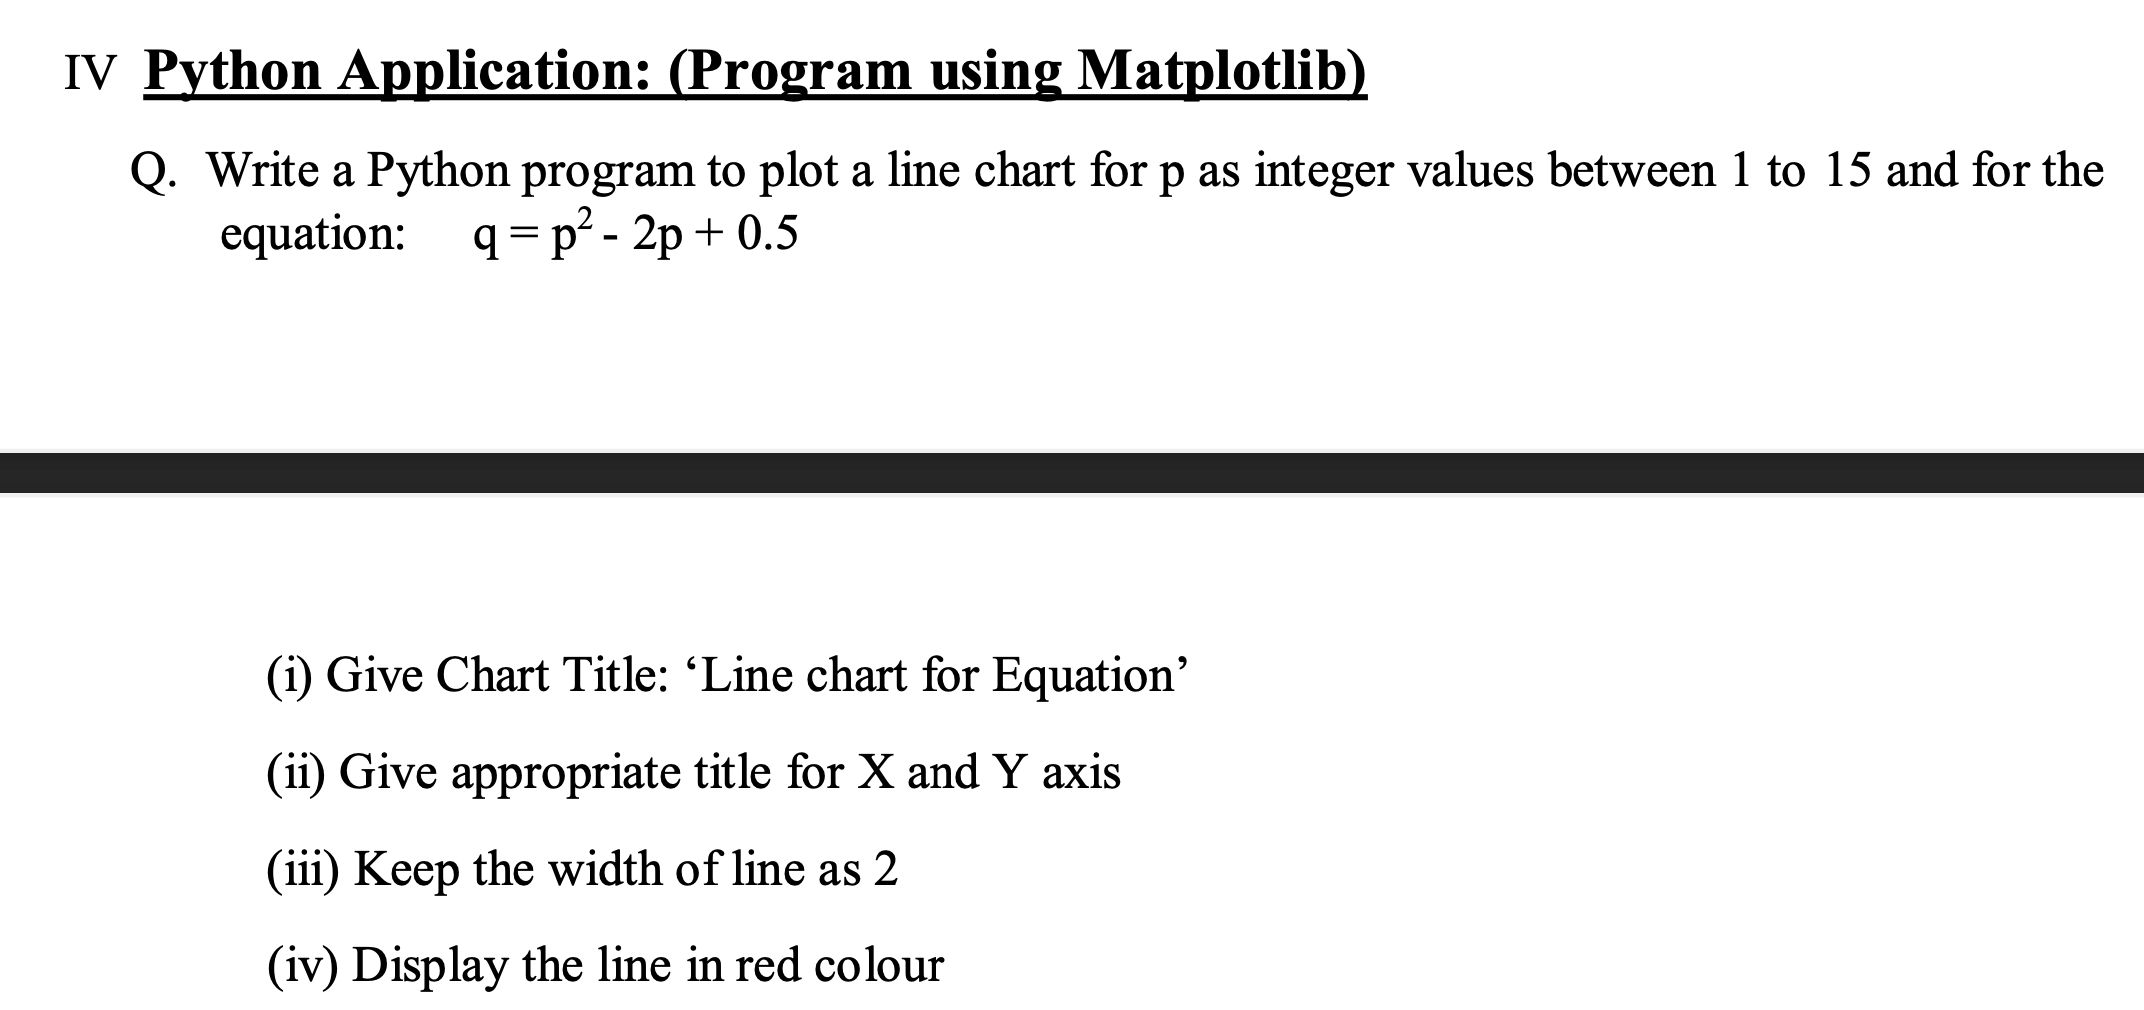 IV Python Application: (Program using Matplotlib)
Q. Write a Python program to plot a line chart for p as integer values between 1 to 15 and for the
equation: q = p² - 2p + 0.5
(i) Give Chart Title: ‘Line chart for Equation’
(ii) Give appropriate title for X and Y axis
(iii) Keep the width of line as 2
(iv) Display the line in red colour